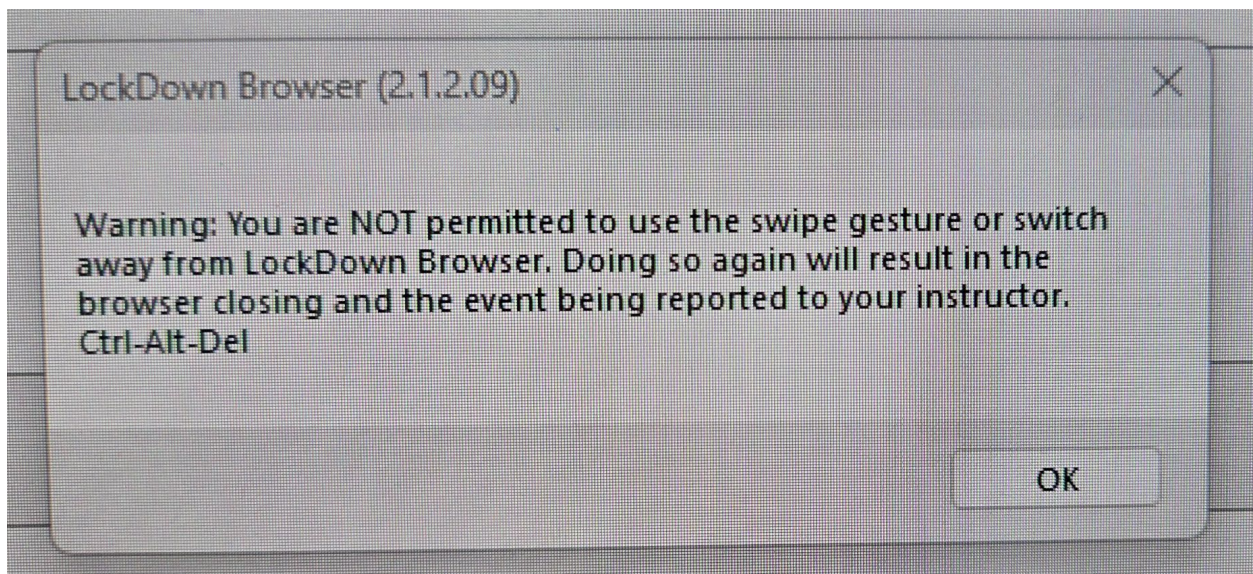 LockDown Browser (2.1.2.09)
Warning: You are NOT permitted to use the swipe gesture or switch
away from LockDown Browser. Doing so again will result in the
browser closing and the event being reported to your instructor.
Ctrl-Alt-Del
OK